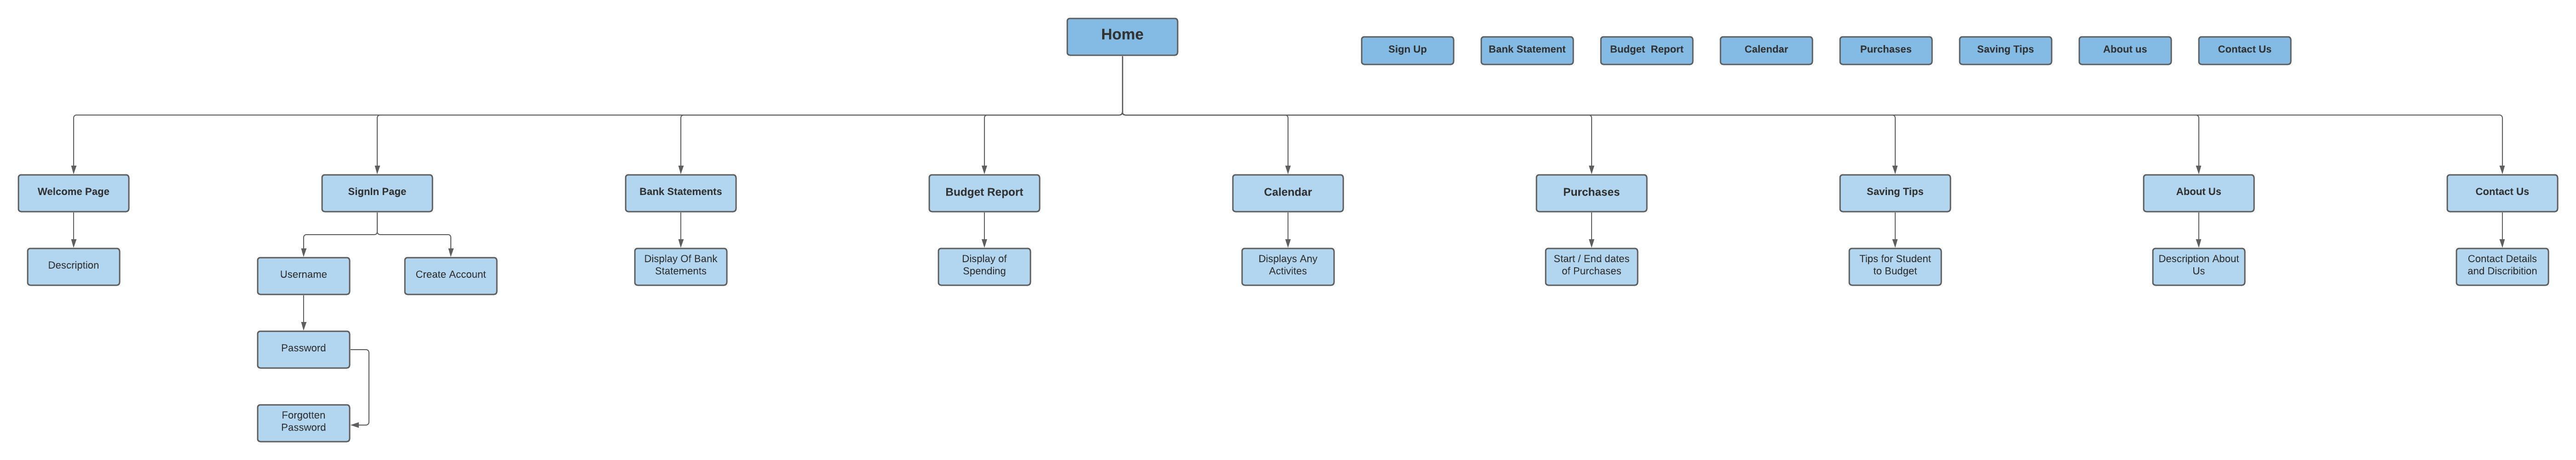 Home
Sign Up
Bank Statement
Budget  Report
Calendar
Purchases
Saving Tips
About us
Contact Us
Welcome Page
SignIn Page
Bank Statements
Budget Report
Calendar
Purchases
Saving Tips
About Us
Contact Us
Description
Username
Create Account
Display Of Bank
Statements
Display of
Spending
Displays Any
Activites
Start / End dates
of Purchases
Tips for Student
to Budget
Description About
Us
Contact Details
and Discribition
Password
Forgotten
Password